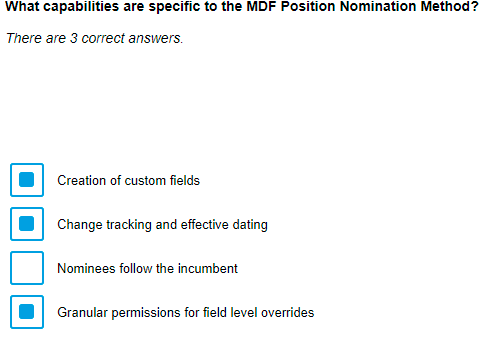 What capabilities are specific to the MDF Position Nomination Method?
There are 3 correct answers.
Creation of custom fields
Change tracking and effective dating
Nominees follow the incumbent
Granular permissions for field level overrides